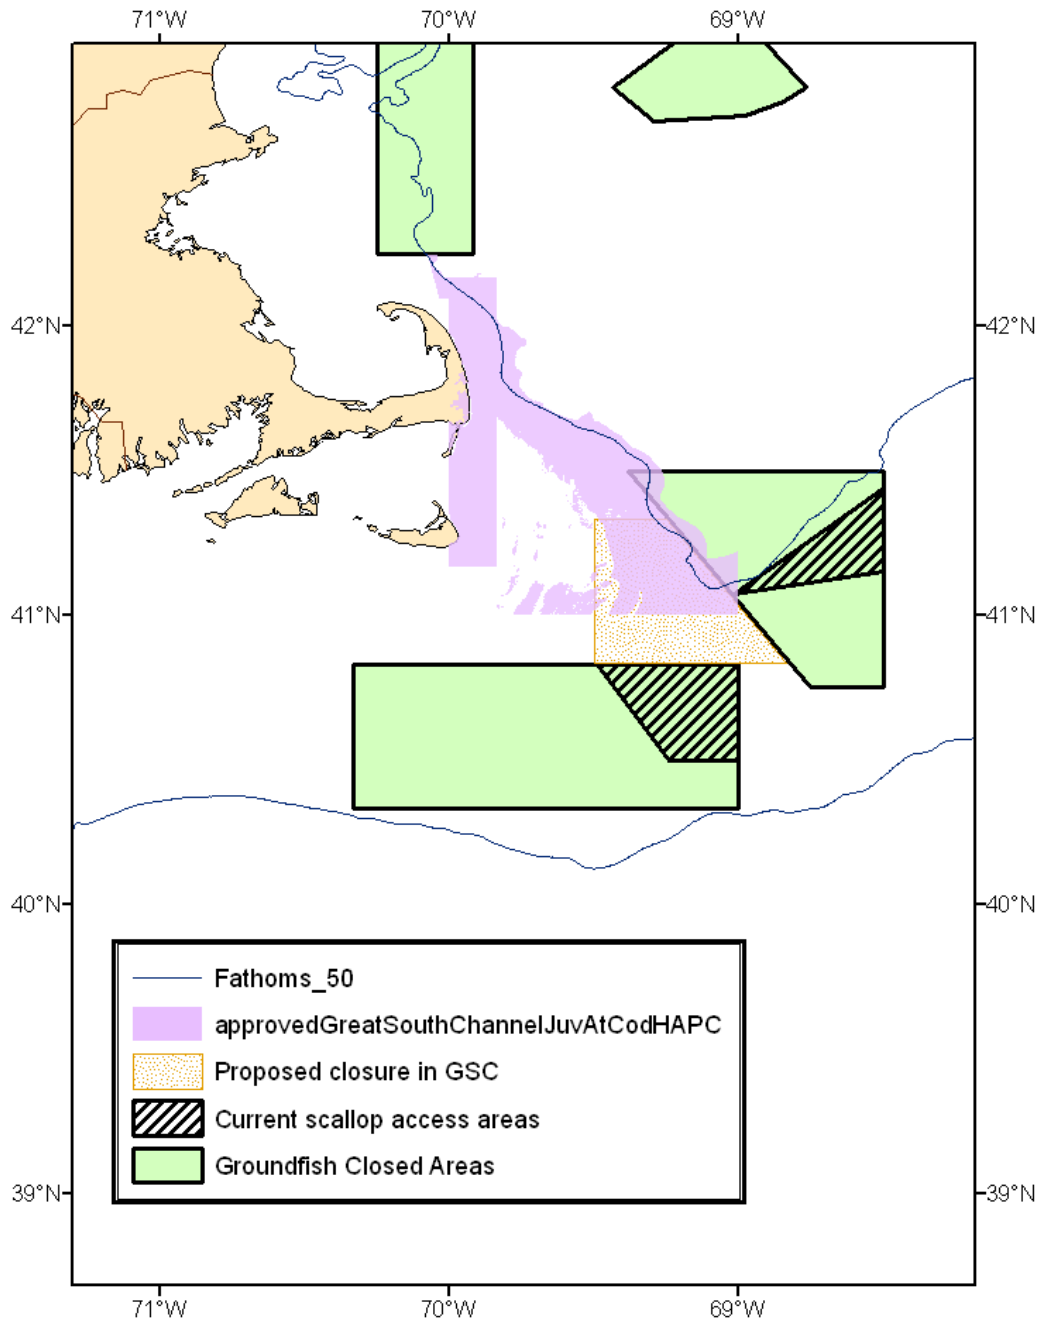 71°W 70°W 69°W
42°N 42°N
41°N 41°N
40°N 40°N
Fathoms_50
approvedGreatSouthChannelJuvAtCodHAPC
Proposed closure in GSC
Current scallop access areas
Groundfish Closed Areas
39°N 39°N
71°W 70°W 69°W